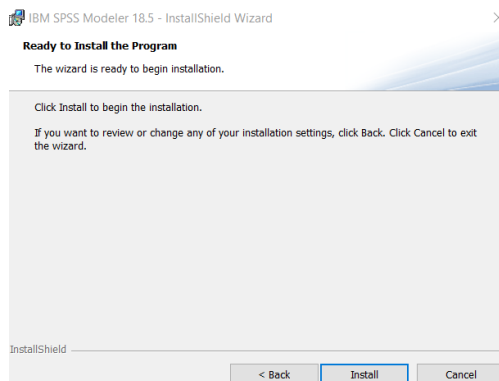 IBM SPSS Modeler 18.5 - InstallShield Wizard
Ready to Install the Program
The wizard is ready to begin installation.
Click Install to begin the installation.
If you want to review or change any of your installation settings, click Back. Click Cancel to exit
the wizard.
InstallShield
< Back Install Cancel